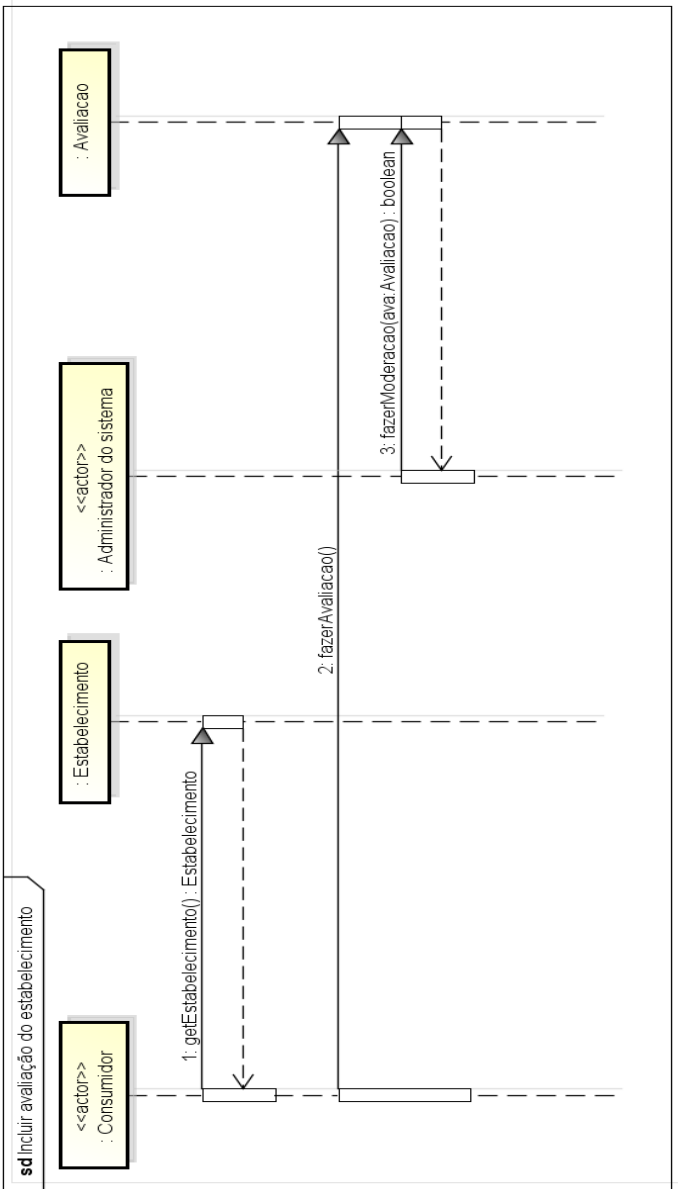 sd Incluir avaliação do estabelecimento
<<actor>>
: Consumidor
: Estabelecimento
<<actor>>
: Administrador do sistema
: Avaliacao
1: getEstabelecimento() : Estabelecimento
2: fazerAvaliacao()
3: fazerModeracao(ava:Avaliacao) : boolean